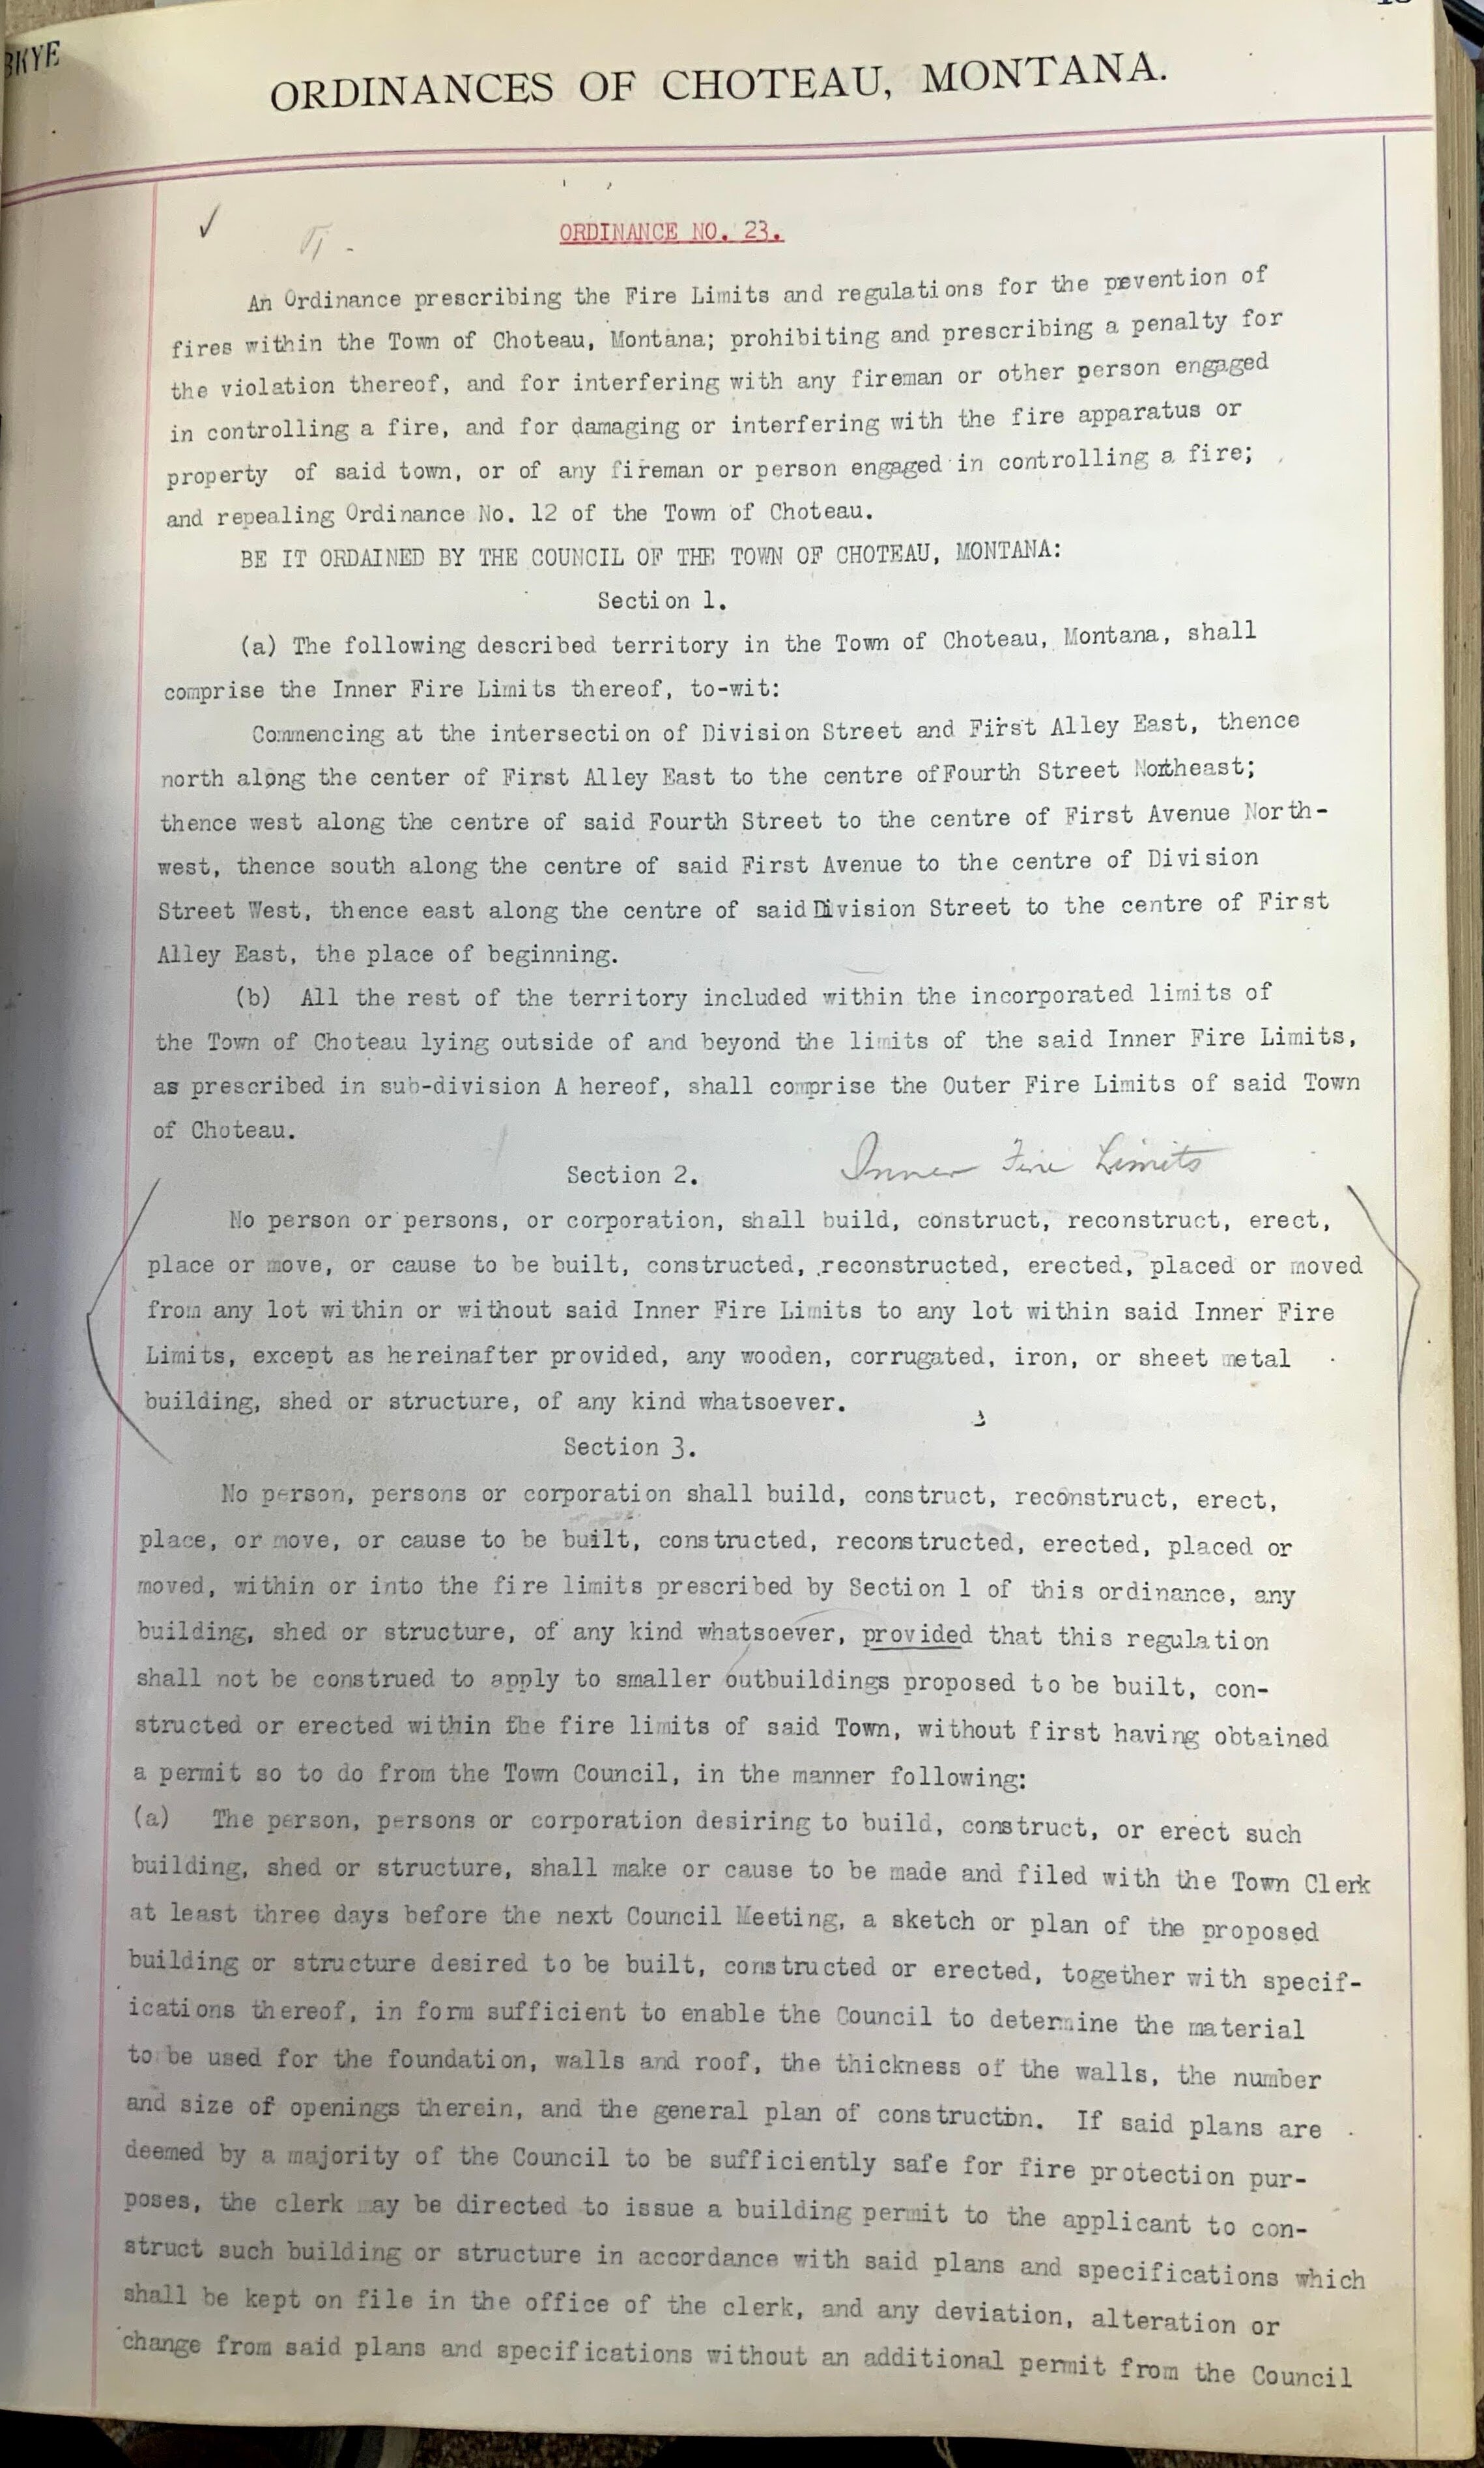 ORDINANCES OF CHOTEAU, MONTANA.
ORDINANCE NO. 23.
An Ordinance prescribing the Fire Limits and regulations for the pevention of
fires within the Town of Choteau, Montana; prohibiting and prescribing a penalty for
the violation thereof, and for interfering with any fireman or other person engaged
in controlling a fire, and for damaging or interfering with the fire apparatus or
property of said town, or of any fireman or person engaged in controlling a fire;
and repealing Ordinance No. 12 of the Town of Choteau.
BE IT ORDAINED BY THE COUNCIL OF THE TOWN OF CHOTEAU, MONTANA:
Section 1.
(a) The following described territory in the Town of Choteau, Montana, shall
comprise the Inner Fire Limits thereof, to-wit:
Commencing at the intersection of Division Street and First Alley East, thence
north along the center of First Alley East to the centre of Fourth Street Northeast;
thence west along the centre of said Fourth Street to the centre of First Avenue North-
west, thence south along the centre of said First Avenue to the centre of Division
Street West, thence east along the centre of said Division Street to the centre of First
Alley East, the place of beginning.
(b) All the rest of the territory included within the incorporated limits of
the Town of Choteau lying outside of and beyond the limits of the said Inner Fire Limits,
as prescribed in sub-division A hereof, shall comprise the Outer Fire Limits of said Town
of Choteau.
Section 2. Inner Fire Limits
No person or persons, or corporation, shall build, construct, reconstruct, erect,
place or move, or cause to be built, constructed, reconstructed, erected, placed or moved
from any lot within or without said Inner Fire Limits to any lot within said Inner Fire
Limits, except as hereinafter provided, any wooden, corrugated, iron, or sheet metal
building, shed or structure, of any kind whatsoever.
Section 3.
No person, persons or corporation shall build, construct, reconstruct, erect,
place, or move, or cause to be built, constructed, reconstructed, erected, placed or
moved, within or into the fire limits prescribed by Section 1 of this ordinance, any
building, shed or structure, of any kind whatsoever, provided that this regulation
shall not be construed to apply to smaller outbuildings proposed to be built, con-
structed or erected within the fire limits of said Town, without first having obtained
a permit so to do from the Town Council, in the manner following:
(a) The person, persons or corporation desiring to build, construct, or erect such
building, shed or structure, shall make or cause to be made and filed with the Town Clerk
at least three days before the next Council Meeting, a sketch or plan of the proposed
building or structure desired to be built, constructed or erected, together with specif-
ications thereof, in form sufficient to enable the Council to determine the material
to be used for the foundation, walls and roof, the thickness of the walls, the number
and size of openings therein, and the general plan of construction. If said plans are
deemed by a majority of the Council to be sufficiently safe for fire protection pur-
poses, the clerk may be directed to issue a building permit to the applicant to con-
struct such building or structure in accordance with said plans and specifications which
shall be kept on file in the office of the clerk, and any deviation, alteration or
change from said plans and specifications without an additional permit from the Council